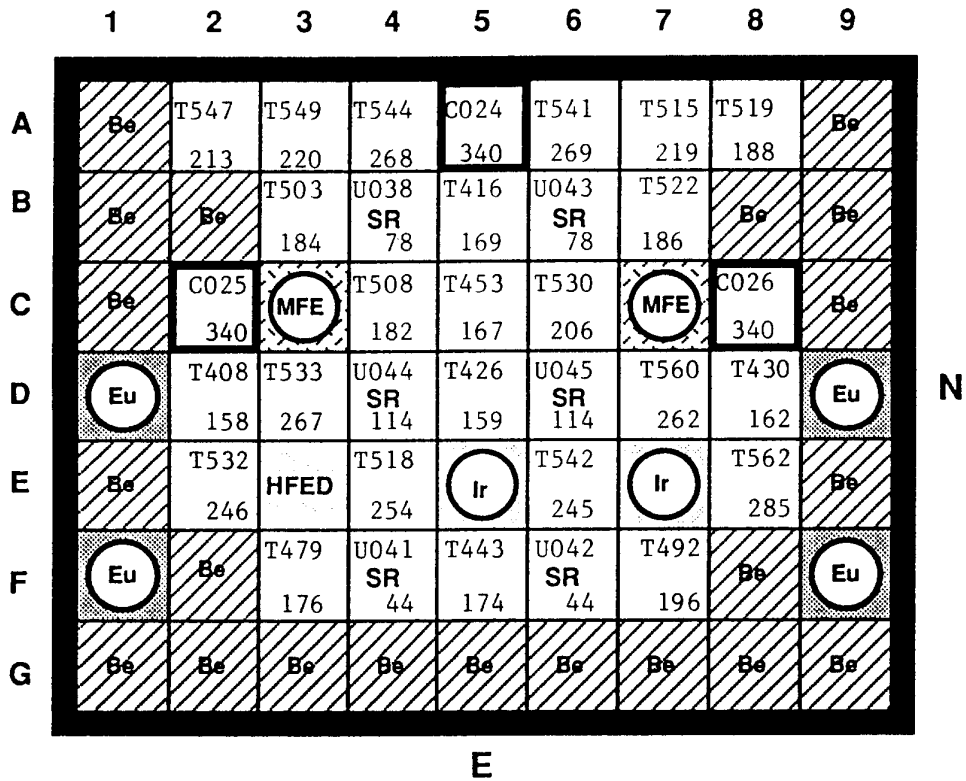 1 2 3 4 5 6 7 8 9
A Be T547 T549 T544 C024 T541 T515 T519 Be
213 220 268 340 269 219 188
B Be Be T503 U038 T416 U043 T522 Be Be
SR SR
184 78 169 78 186
C Be C025 MFE T508 T453 T530 MFE C026 Be
340 182 167 206 340
D Eu T408 T533 U044 T426 U045 T560 T430 Eu N
SR SR
158 267 114 159 114 262 162
E Be T532 HFED T518 Ir T542 Ir T562 Be
246 254 245 285
F Eu Be T479 U041 T443 U042 T492 Be Eu
SR SR
176 44 174 44 196
G Be Be Be Be Be Be Be Be Be
E